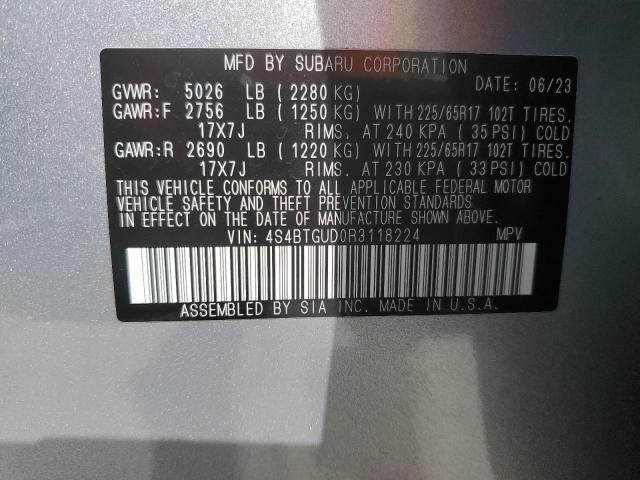 MFD BY SUBARU CORPORATION
GVWR: 5026 LB (2280 KG) DATE: 06/23
GAWR:F 2756 LB (1250 KG) WITH 225/65R17 102T TIRES.
17X7J RIMS. AT 240 KPA (35 PSI) COLD
GAWR:R 2690 LB (1220 KG) WITH 225/65R17 102T TIRES.
17X7J RIMS. AT 230 KPA (33 PSI) COLD
THIS VEHICLE CONFORMS TO ALL APPLICABLE FEDERAL MOTOR
VEHICLE SAFETY AND THEFT PREVENTION STANDARDS
IN EFFECT ON THE DATE OF MANUFACTURE SHOWN ABOVE.
VIN: 4S4BTGUD0R3118224 MPV
ASSEMBLED BY SIA INC. MADE IN U.S.A.